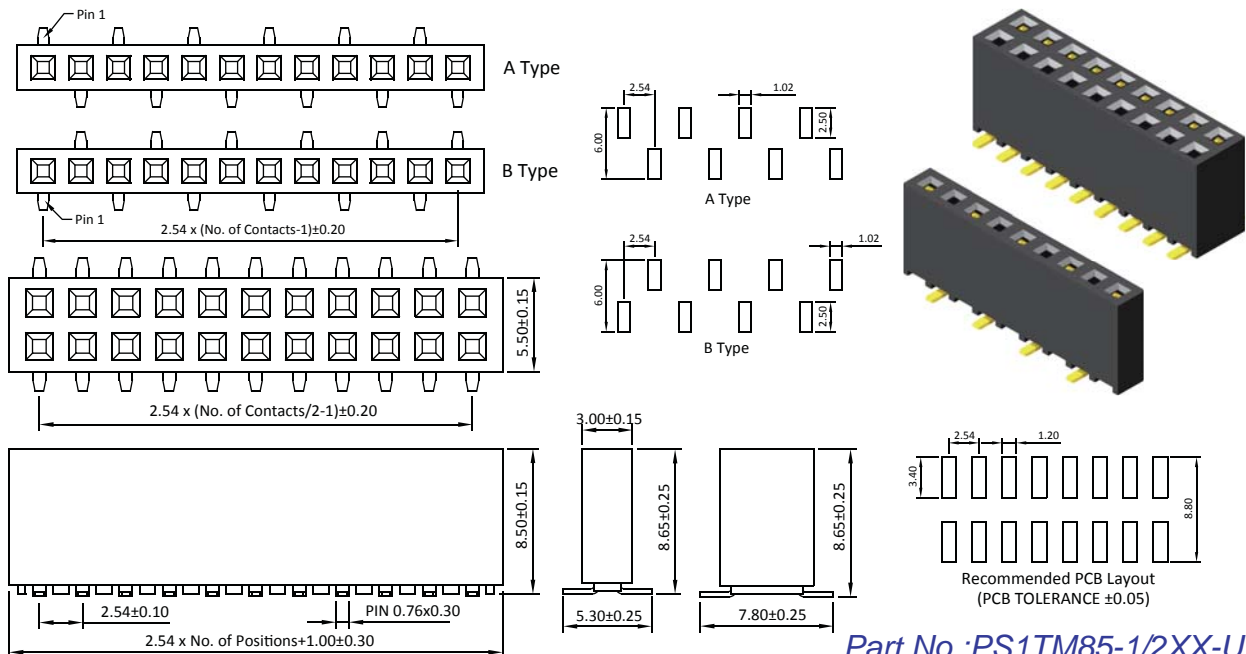 Pin 1
A Type
B Type
Pin 1
2.54 x (No. of Contacts-1)±0.20
5.50±0.15
2.54 x (No. of Contacts/2-1)±0.20
8.50±0.15
2.54±0.10
PIN 0.76x0.30
2.54 x No. of Positions+1.00±0.30
2.54
1.02
6.00
2.50
A Type
2.54
1.02
6.00
2.50
B Type
3.00±0.15
8.65±0.25
5.30±0.25
8.65±0.25
7.80±0.25
2.54
1.20
3.40
8.80
Recommended PCB Layout
(PCB TOLERANCE ±0.05)
Part No.:PS1TM85-1/2XX-U